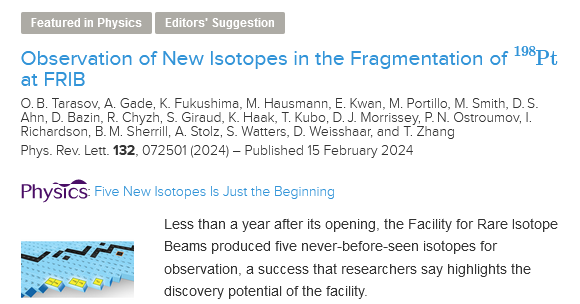 Featured in Physics Editors' Suggestion
Observation of New Isotopes in the Fragmentation of ¹⁹⁸Pt
at FRIB
O. B. Tarasov, A. Gade, K. Fukushima, M. Hausmann, E. Kwan, M. Portillo, M. Smith, D. S.
Ahn, D. Bazin, R. Chyzh, S. Giraud, K. Haak, T. Kubo, D. J. Morrissey, P. N. Ostroumov, I.
Richardson, B. M. Sherrill, A. Stolz, S. Watters, D. Weisshaar, and T. Zhang
Phys. Rev. Lett. 132, 072501 (2024) – Published 15 February 2024
Physics: Five New Isotopes Is Just the Beginning
Less than a year after its opening, the Facility for Rare Isotope
Beams produced five never-before-seen isotopes for
observation, a success that researchers say highlights the
discovery potential of the facility.